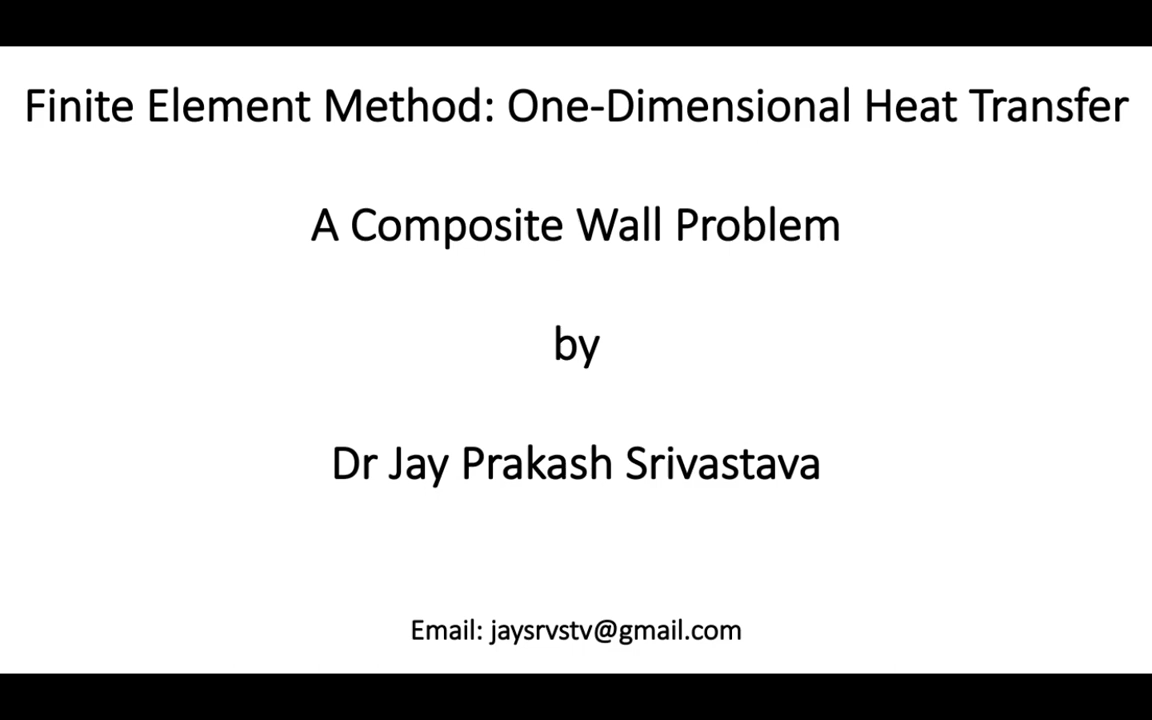 Finite Element Method: One-Dimensional Heat Transfer
A Composite Wall Problem
by
Dr Jay Prakash Srivastava
Email: jaysrvstv@gmail.com